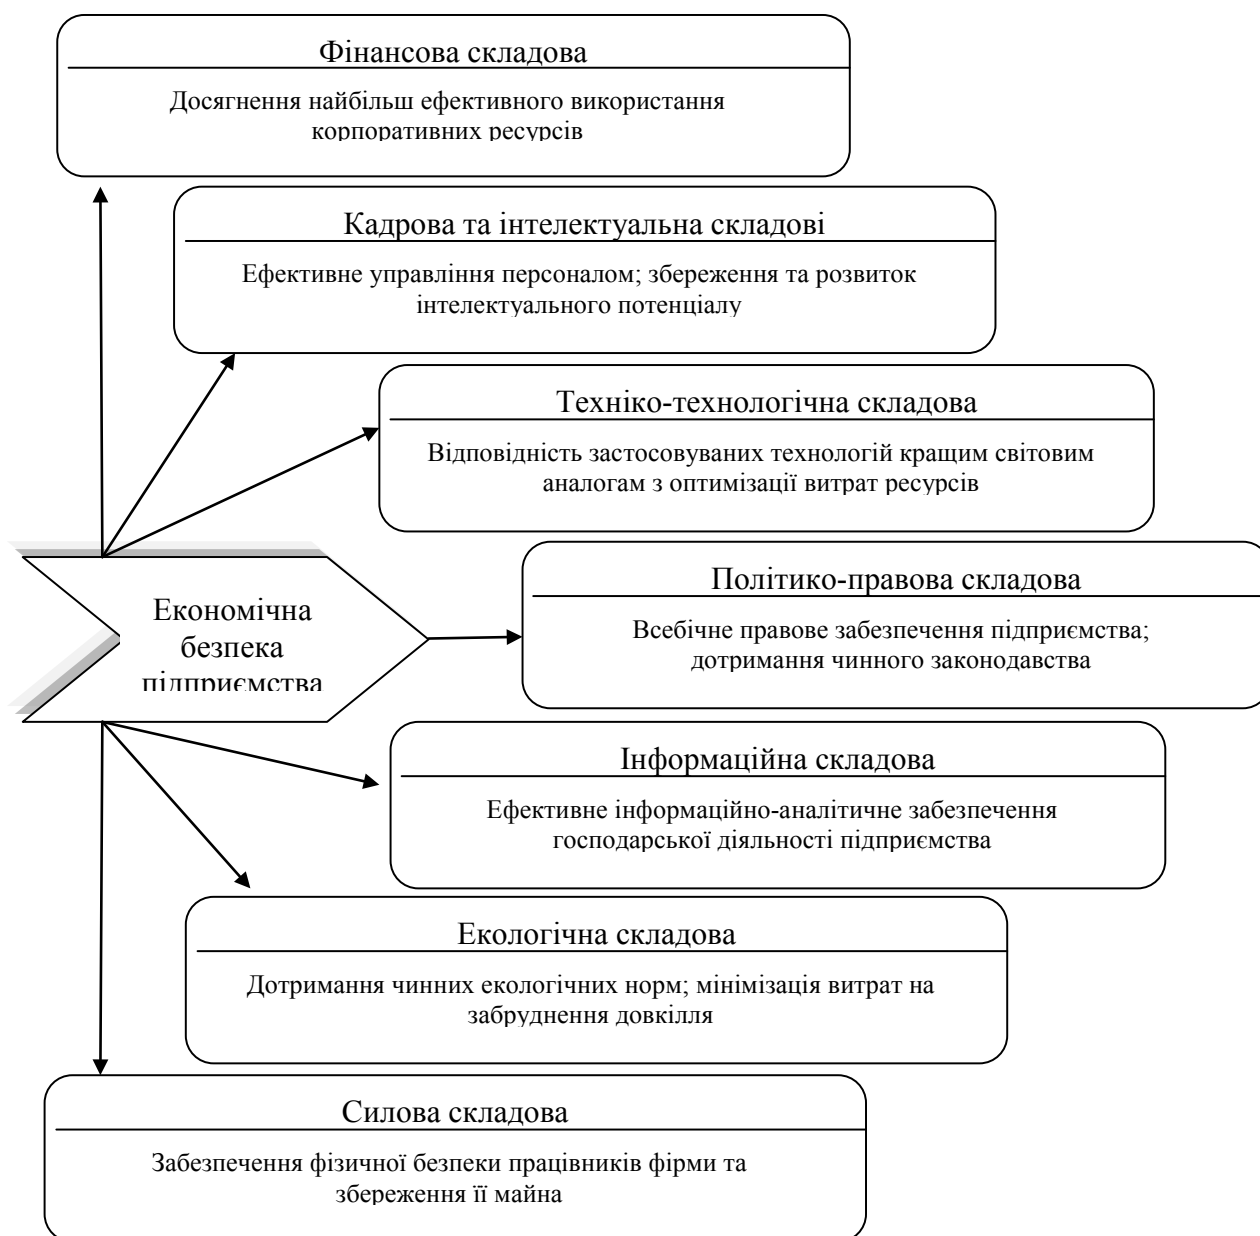 Фінансова складова
Досягнення найбільш ефективного використання
корпоративних ресурсів
Кадрова та інтелектуальна складові
Ефективне управління персоналом; збереження та розвиток
інтелектуального потенціалу
Техніко-технологічна складова
Відповідність застосовуваних технологій кращим світовим
аналогам з оптимізації витрат ресурсів
Економічна
безпека
підприємства
Політико-правова складова
Всебічне правове забезпечення підприємства;
дотримання чинного законодавства
Інформаційна складова
Ефективне інформаційно-аналітичне забезпечення
господарської діяльності підприємства
Екологічна складова
Дотримання чинних екологічних норм; мінімізація витрат на
забруднення довкілля
Силова складова
Забезпечення фізичної безпеки працівників фірми та
збереження її майна